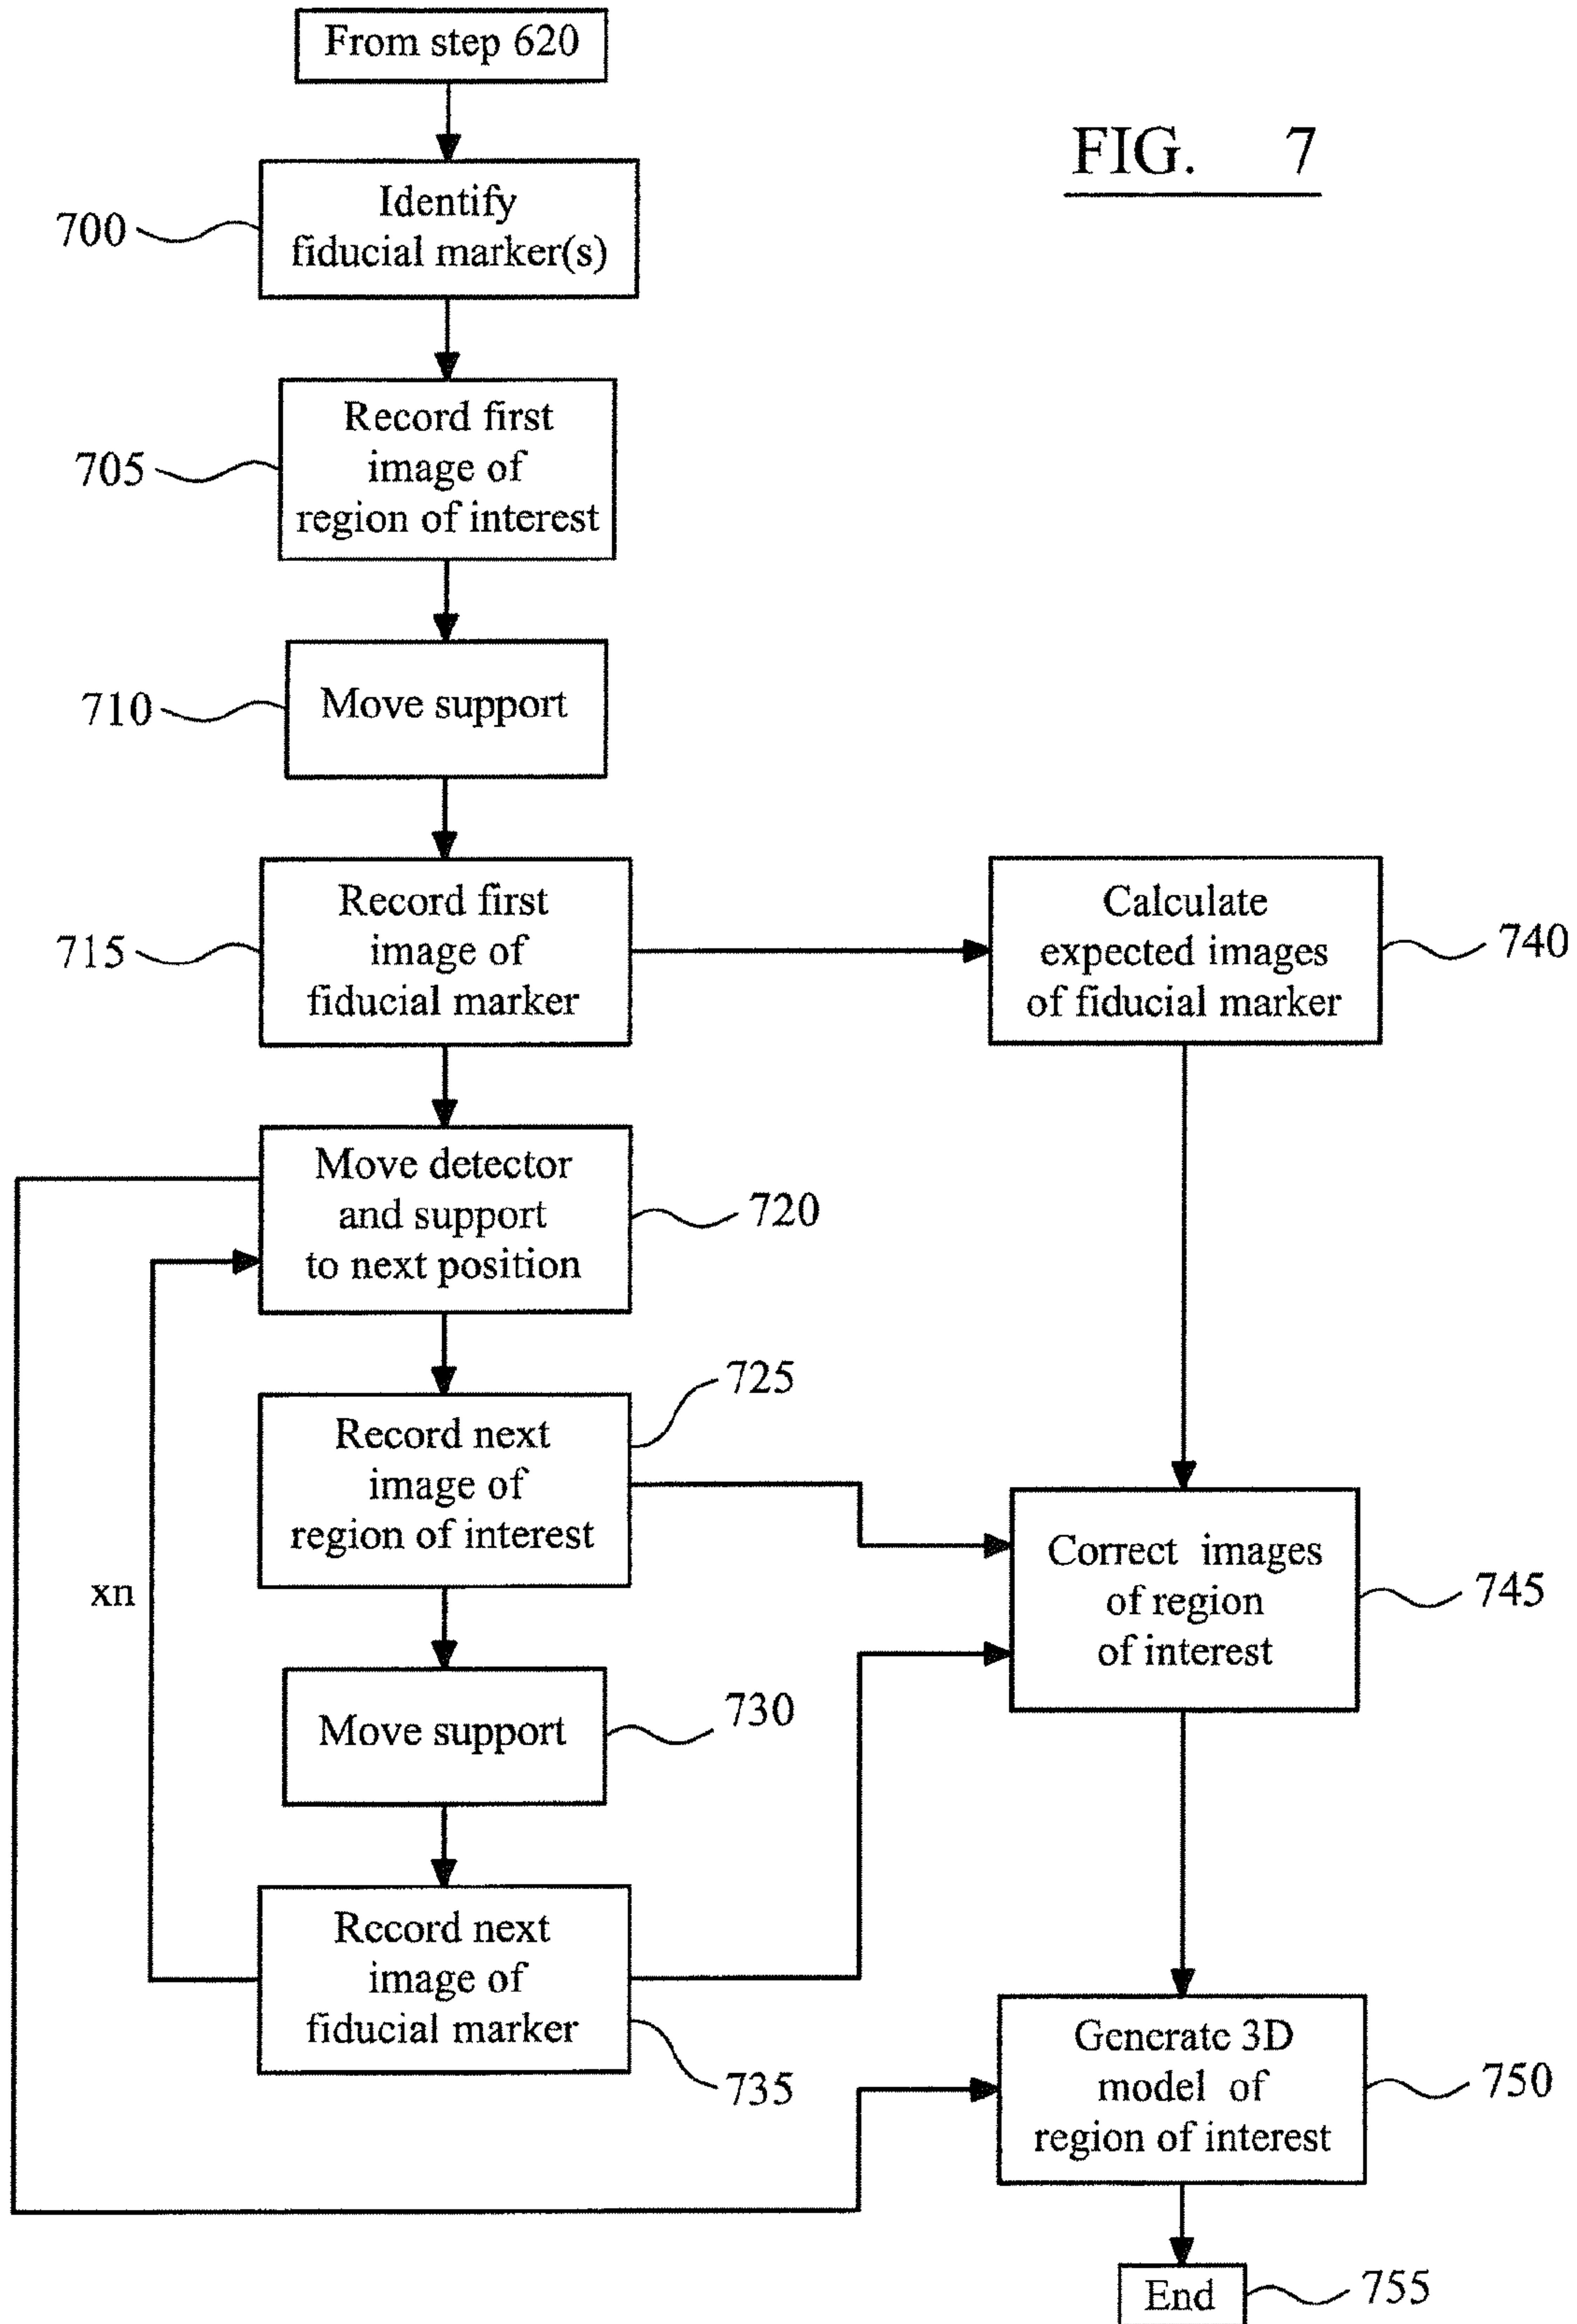 From step 620
FIG. 7
700
Identify
fiducial marker(s)
705
Record first
image of
region of interest
710
Move support
715
Record first
image of
fiducial marker
Calculate
expected images
of fiducial marker
740
Move detector
and support
to next position
720
725
Record next
image of
region of interest
xn
Correct images
of region
of interest
745
Move support
730
Record next
image of
fiducial marker
735
Generate 3D
model of
region of interest
750
End
755